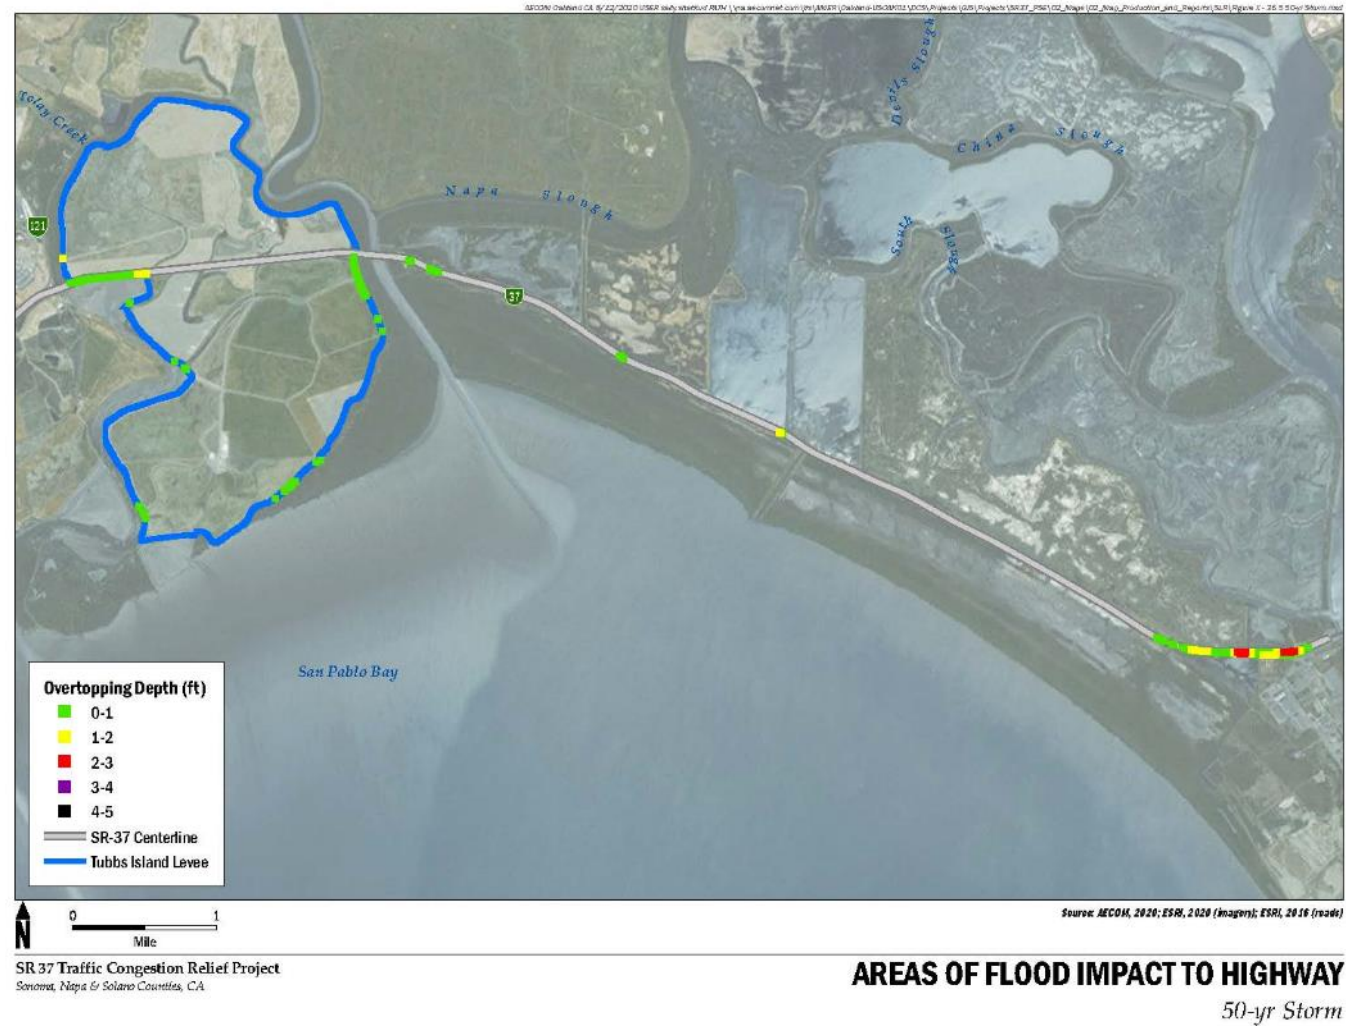 Tolay Creek
Devils Slough
China Slough
Napa Slough
South Slough
121
37
San Pablo Bay
Overtopping Depth (ft)
0-1
1-2
2-3
3-4
4-5
SR-37 Centerline
Tubbs Island Levee
N
0 1
Mile
Source: AECOM, 2020; ESRI, 2020 (imagery); ESRI, 2016 (roads)
SR 37 Traffic Congestion Relief Project
Sonoma, Napa & Solano Counties, CA
AREAS OF FLOOD IMPACT TO HIGHWAY
50-yr Storm